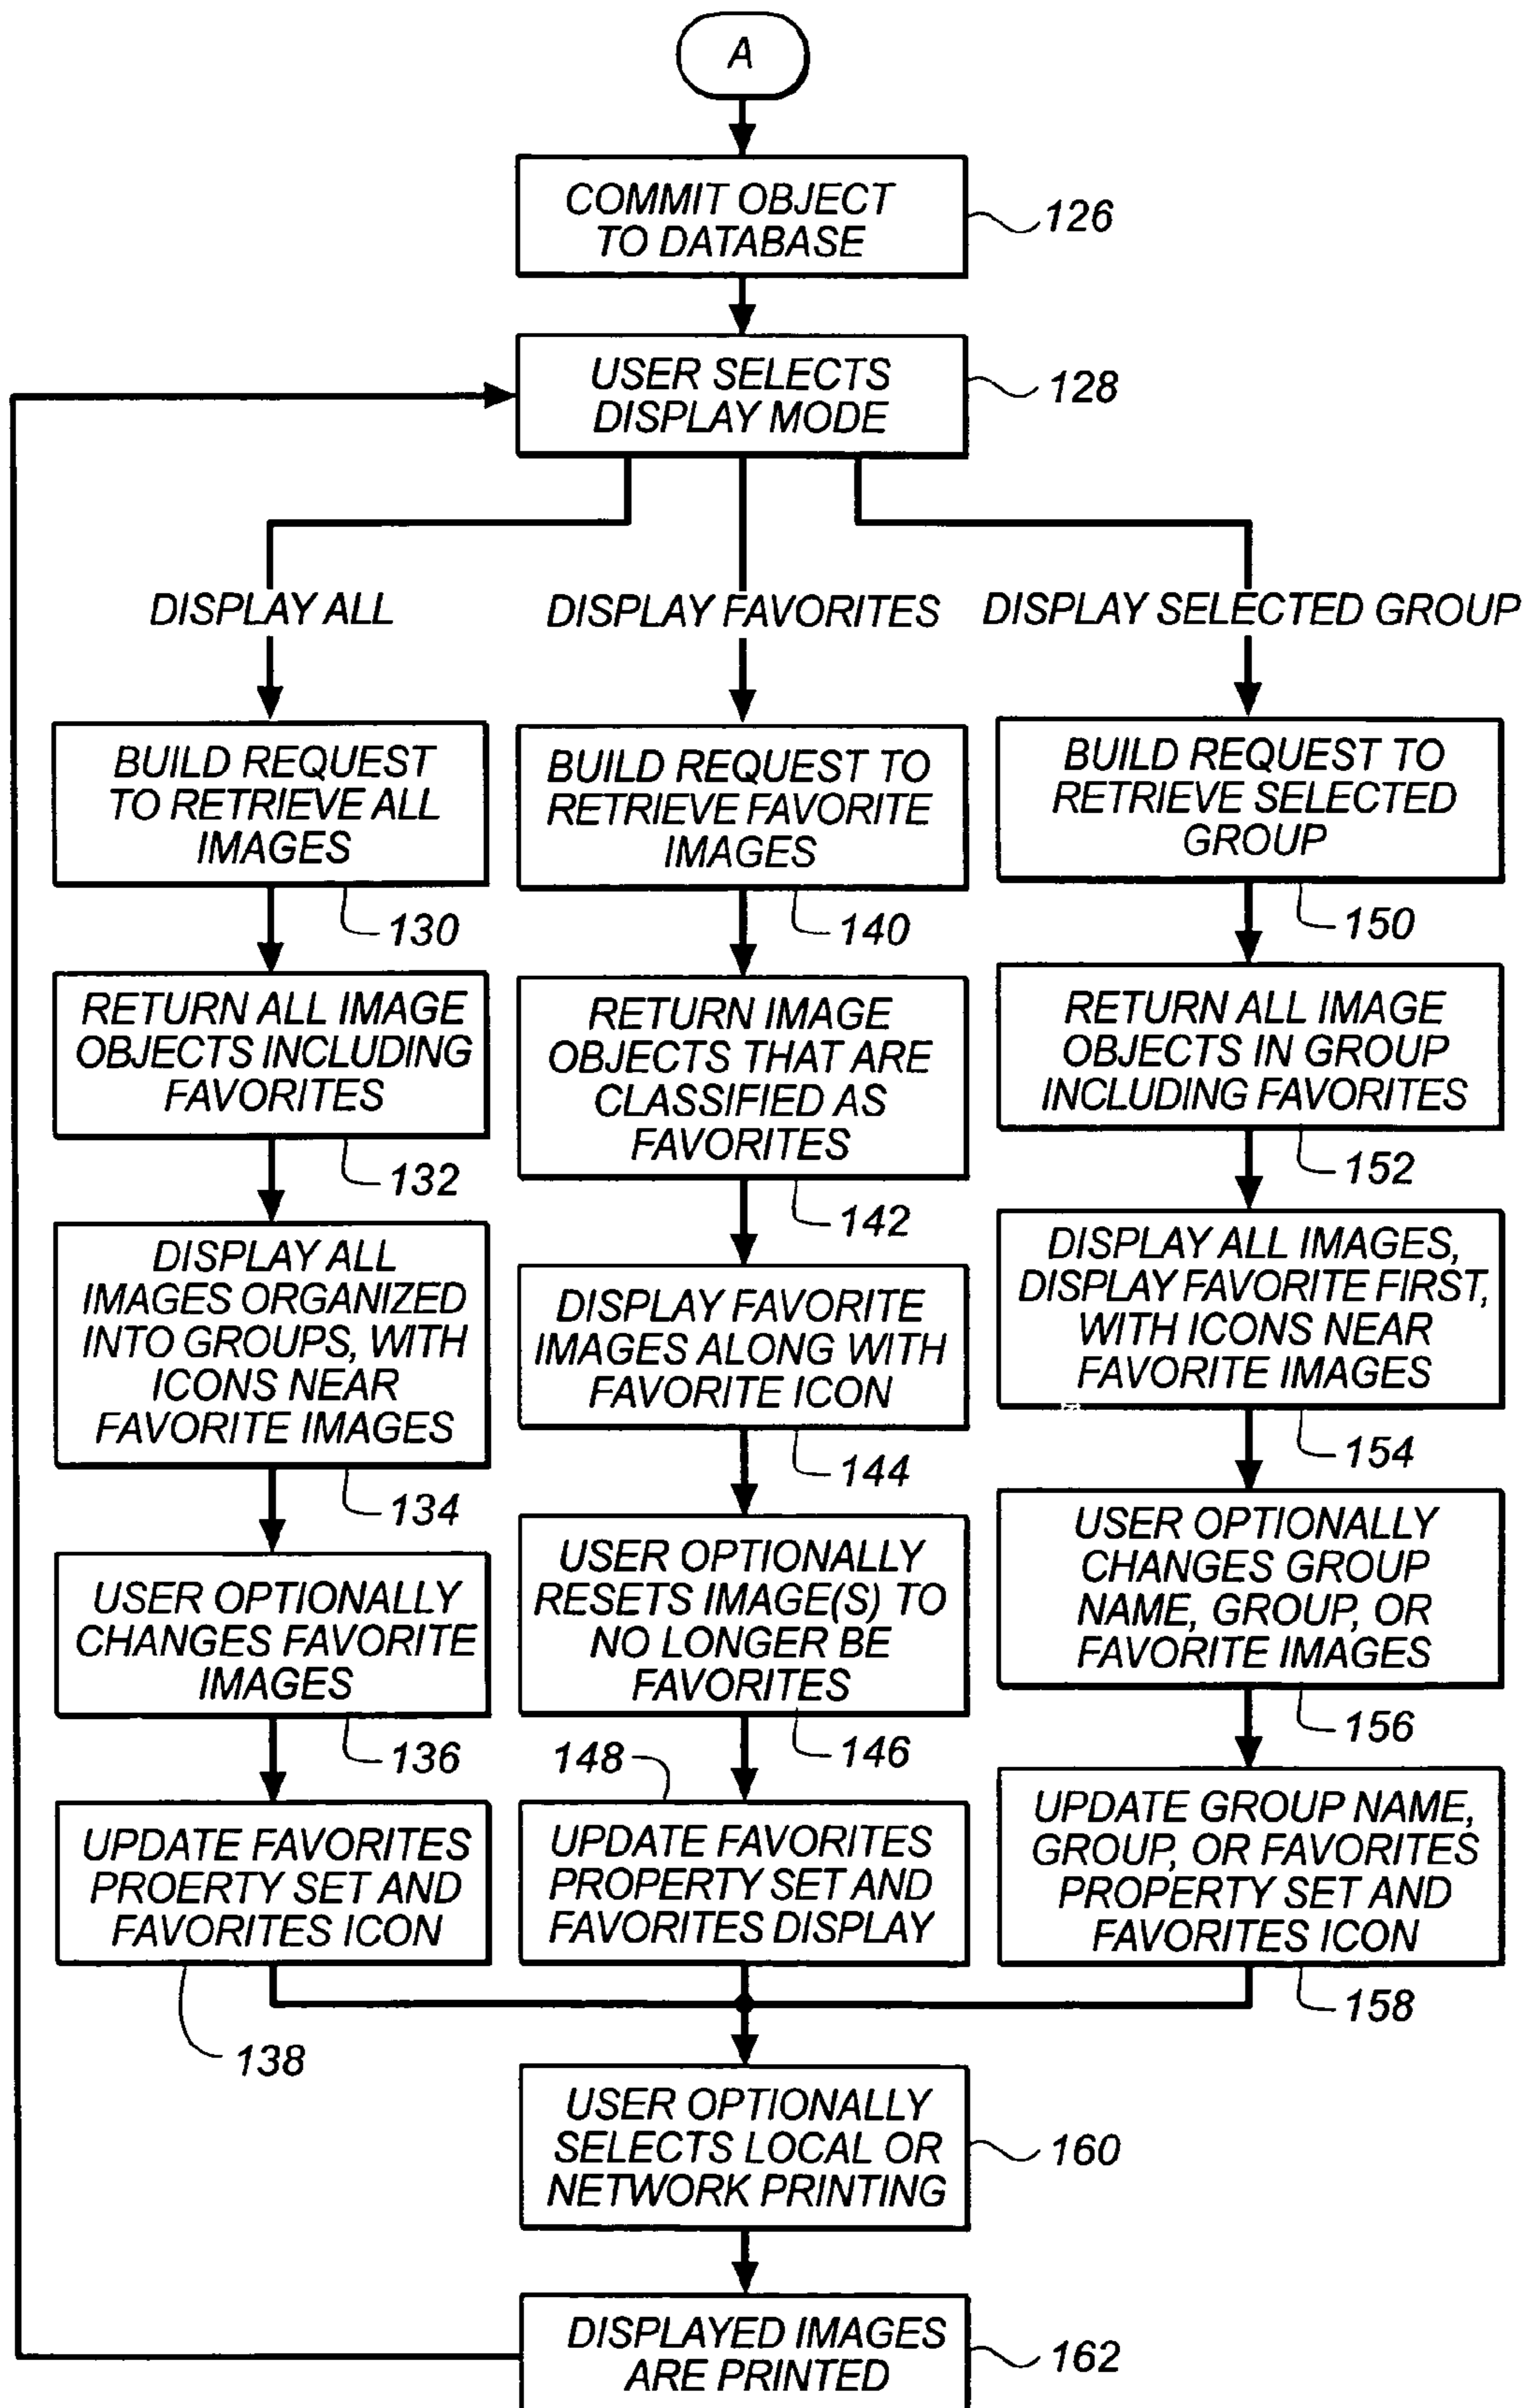 A
COMMIT OBJECT
TO DATABASE
126
USER SELECTS
DISPLAY MODE
128
DISPLAY ALL
DISPLAY FAVORITES
DISPLAY SELECTED GROUP
BUILD REQUEST
TO RETRIEVE ALL
IMAGES
130
RETURN ALL IMAGE
OBJECTS INCLUDING
FAVORITES
132
DISPLAY ALL
IMAGES ORGANIZED
INTO GROUPS, WITH
ICONS NEAR
FAVORITE IMAGES
134
USER OPTIONALLY
CHANGES FAVORITE
IMAGES
136
UPDATE FAVORITES
PROERTY SET AND
FAVORITES ICON
138
BUILD REQUEST TO
RETRIEVE FAVORITE
IMAGES
140
RETURN IMAGE
OBJECTS THAT ARE
CLASSIFIED AS
FAVORITES
142
DISPLAY FAVORITE
IMAGES ALONG WITH
FAVORITE ICON
144
USER OPTIONALLY
RESETS IMAGE(S) TO
NO LONGER BE
FAVORITES
146
148
UPDATE FAVORITES
PROPERTY SET AND
FAVORITES DISPLAY
BUILD REQUEST TO
RETRIEVE SELECTED
GROUP
150
RETURN ALL IMAGE
OBJECTS IN GROUP
INCLUDING FAVORITES
152
DISPLAY ALL IMAGES,
DISPLAY FAVORITE FIRST,
WITH ICONS NEAR
FAVORITE IMAGES
154
USER OPTIONALLY
CHANGES GROUP
NAME, GROUP, OR
FAVORITE IMAGES
156
UPDATE GROUP NAME,
GROUP, OR FAVORITES
PROPERTY SET AND
FAVORITES ICON
158
USER OPTIONALLY
SELECTS LOCAL OR
NETWORK PRINTING
160
DISPLAYED IMAGES
ARE PRINTED
162